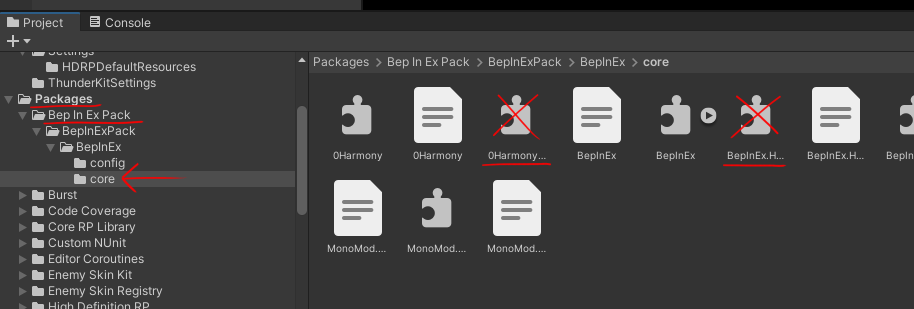 Project
Console
Settings
HDRPDefaultResources
ThunderKitSettings
Packages
Bep In Ex Pack
BepInExPack
BepInEx
config
core
Burst
Code Coverage
Core RP Library
Custom NUnit
Editor Coroutines
Enemy Skin Kit
Enemy Skin Registry
High Definition RP
Packages > Bep In Ex Pack > BepInExPack > BepInEx > core
0Harmony
0Harmony
0Harmony...
BepInEx
BepInEx
BepInEx.H...
BepInEx.H...
BepIn
MonoMod....
MonoMod....
MonoMod....